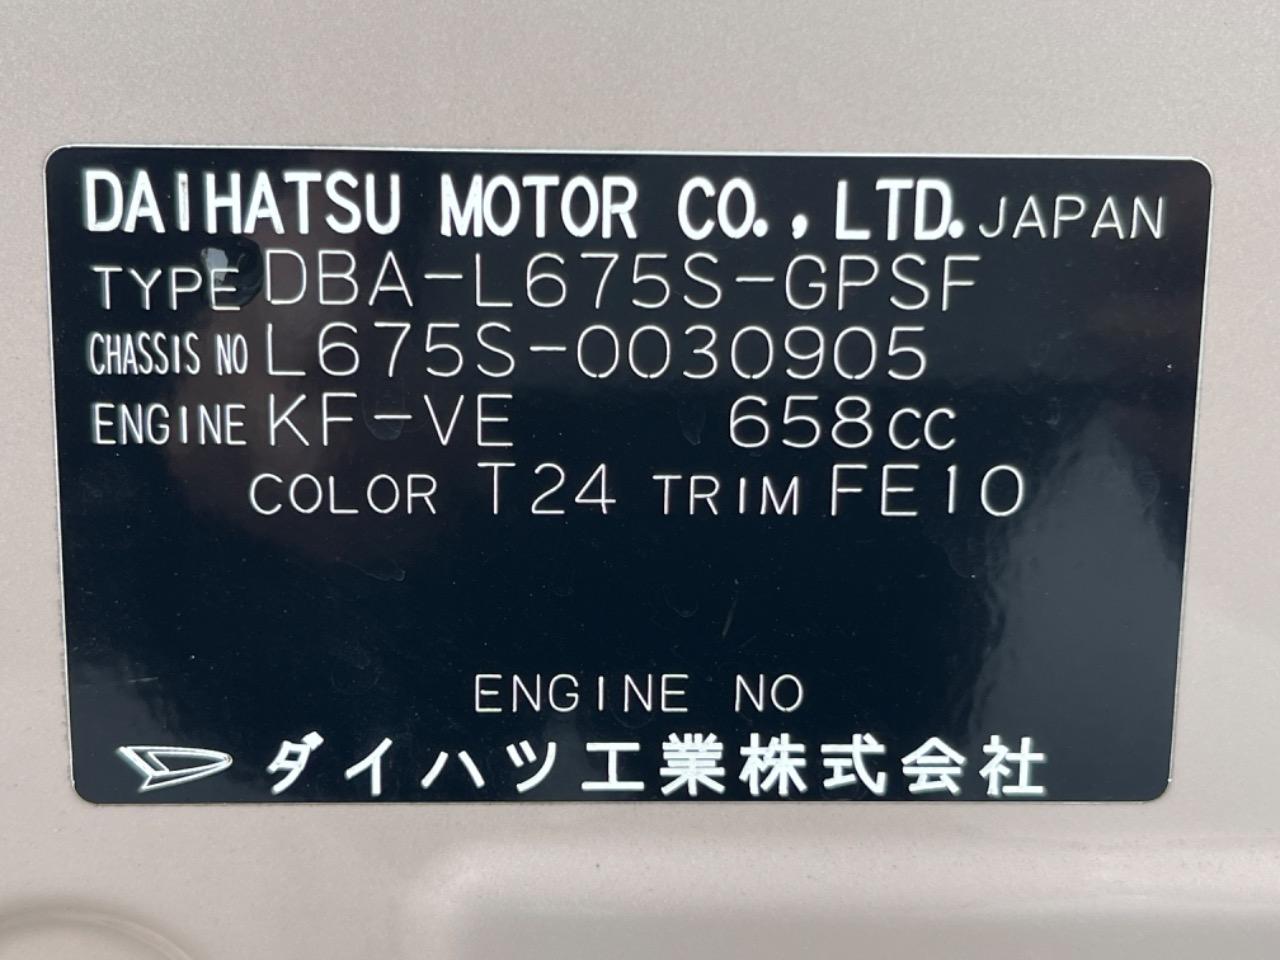 DAIHATSU MOTOR CO., LTD. JAPAN
TYPE DBA-L675S-GPSF
CHASSIS NO L675S-0030905
ENGINE KF-VE 658cc
COLOR T24 TRIM FE10
ENGINE NO
ダイハツ工業株式会社